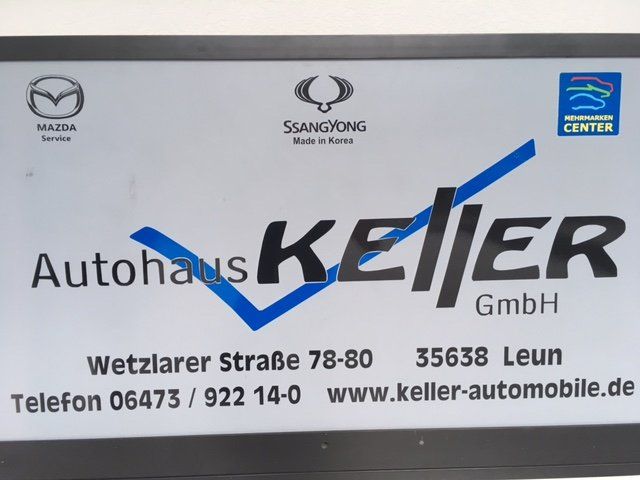 MAZDA
Service
SSANGYONG
Made in Korea
MEHRMARKEN
CENTER
Autohaus KELLER
GmbH
Wetzlarer Straße 78-80 35638 Leun
Telefon 06473 / 922 14-0 www.keller-automobile.de